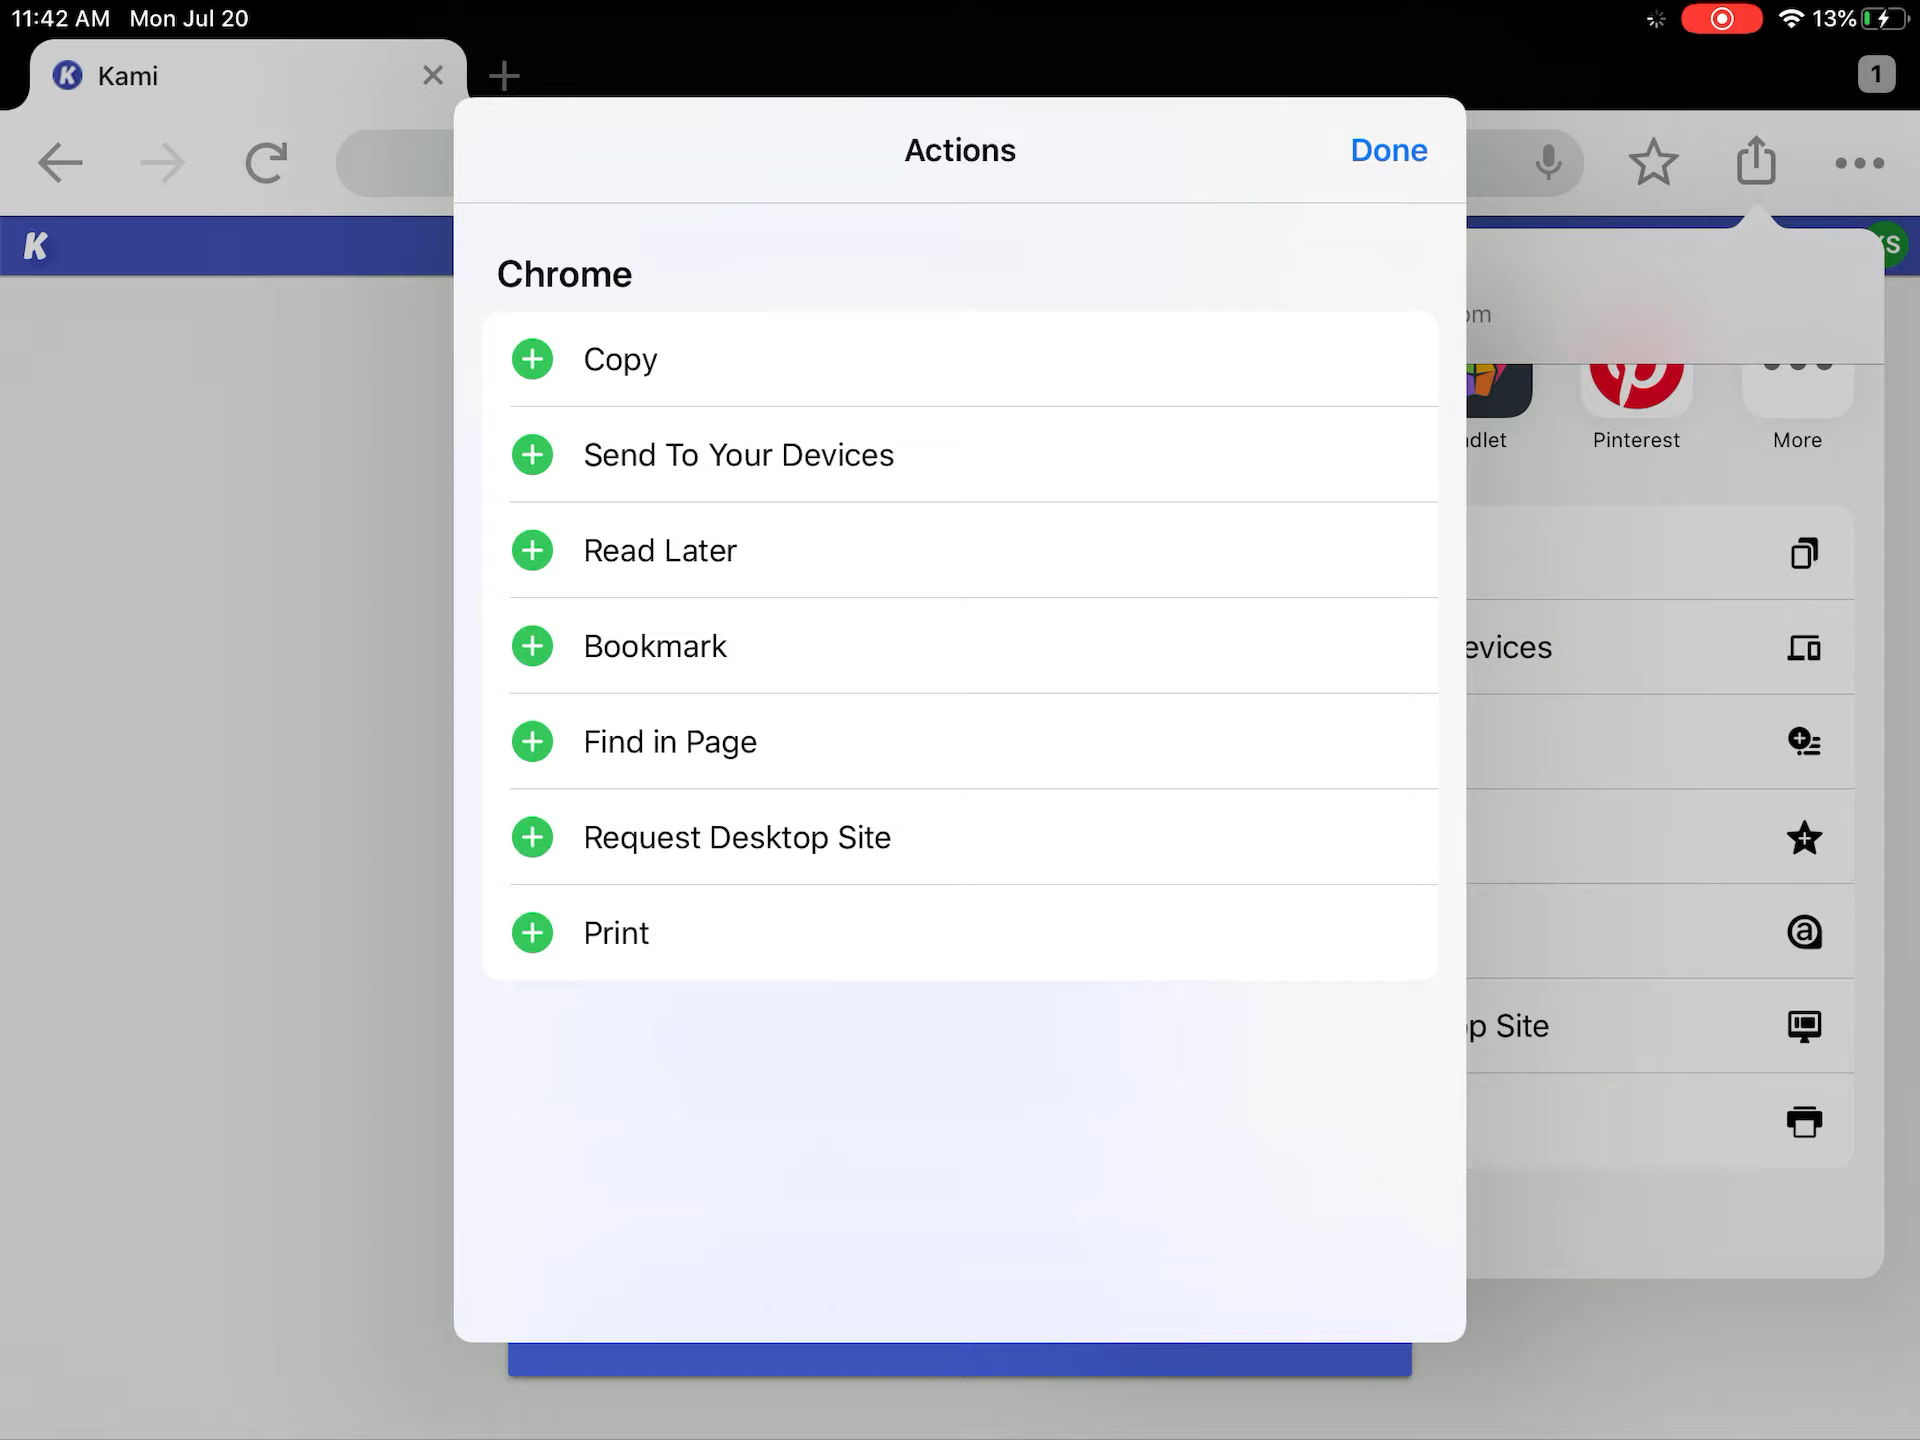 11:42 AM Mon Jul 20
13%
Kami
1
Actions
Done
K
Chrome
Copy
Pinterest
More
Send To Your Devices
Read Later
Bookmark
Find in Page
Request Desktop Site
p Site
Print
evices